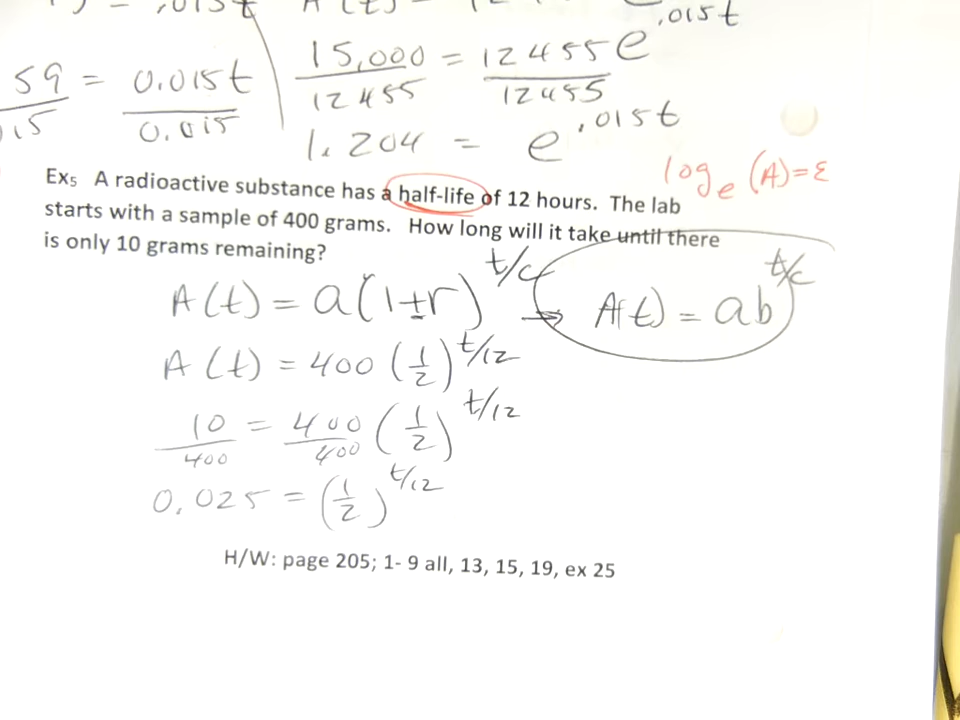 .015t
59 = 0.015t
15 0.015
15,000 = 12455e
12455 12455
1.204 = e .015t
log e (A)=E
Ex5 A radioactive substance has a half-life of 12 hours. The lab
starts with a sample of 400 grams. How long will it take until there
is only 10 grams remaining?
A(t) = a(1±r) t/c → A(t) = ab t/c
A(t) = 400 (1/2) t/12
10 = 400 (1/2) t/12
400 400
0.025 = (1/2) t/12
H/W: page 205; 1- 9 all, 13, 15, 19, ex 25